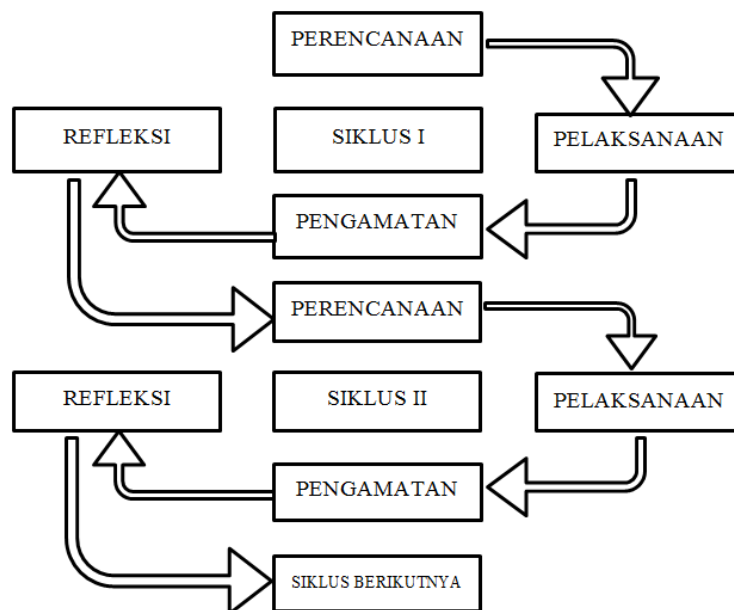 PERENCANAAN
REFLEKSI
SIKLUS I
PELAKSANAAN
PENGAMATAN
PERENCANAAN
REFLEKSI
SIKLUS II
PELAKSANAAN
PENGAMATAN
SIKLUS BERIKUTNYA